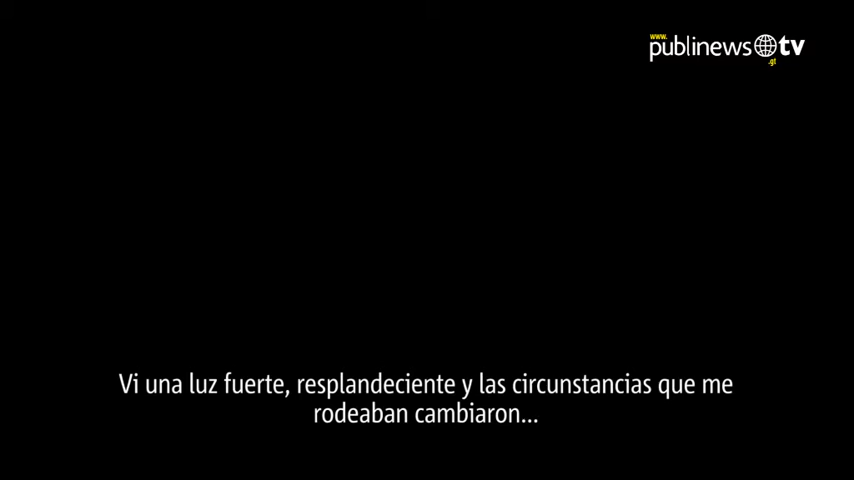 www.
publinews tv
.gt
Vi una luz fuerte, resplandeciente y las circunstancias que me
rodeaban cambiaron...